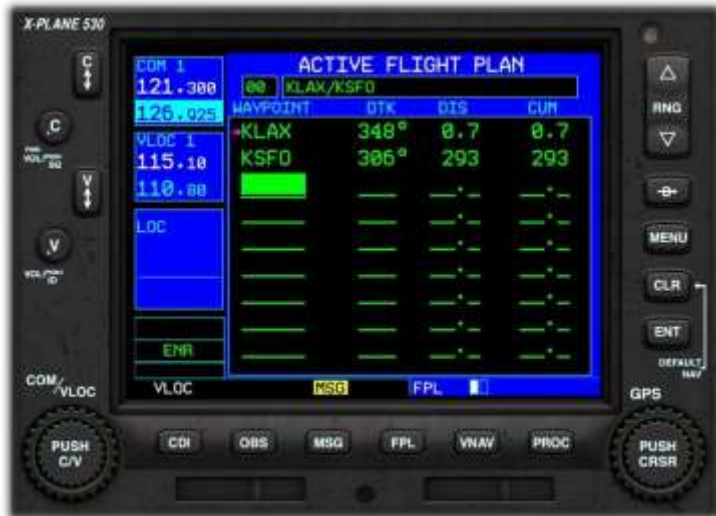 X-PLANE 530
COM 1
121.300
126.925
VLOC 1
115.10
110.80
LOC
ENR
VLOC
ACTIVE FLIGHT PLAN
00 KLAX/KSFO
WAYPOINT DTK DIS CUM
KLAX 348° 0.7 0.7
KSFO 306° 293 293
MSG FPL
C
C
V
V
COM/VLOC
PUSH C/V
CDI OBS MSG FPL VNAV PROC
RNG
D
MENU
CLR
ENT
DEFAULT NAV
GPS
PUSH CRSR